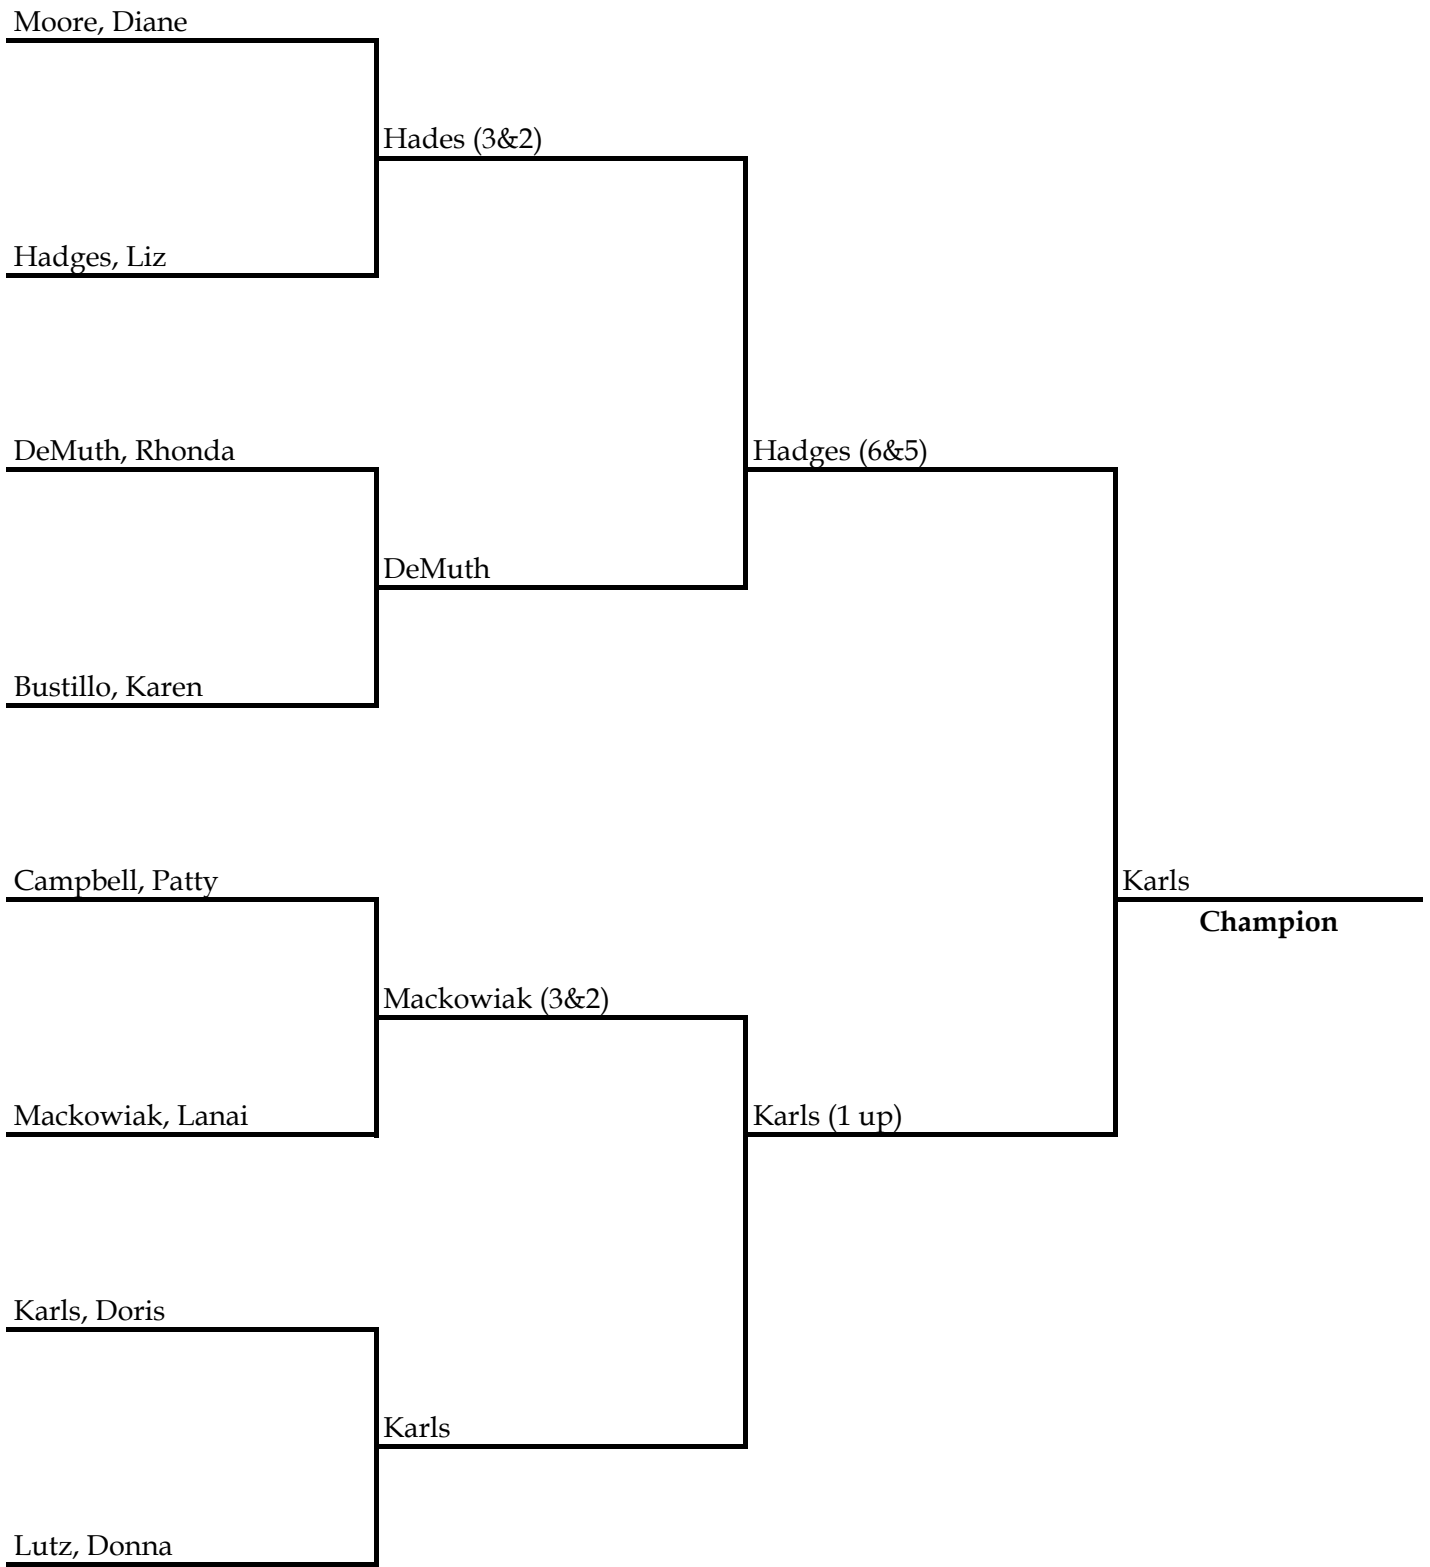 Moore, Diane
Hades (3&2)
Hadges, Liz
DeMuth, Rhonda
Hadges (6&5)
DeMuth
Bustillo, Karen
Campbell, Patty
Karls
Champion
Mackowiak (3&2)
Mackowiak, Lanai
Karls (1 up)
Karls, Doris
Karls
Lutz, Donna